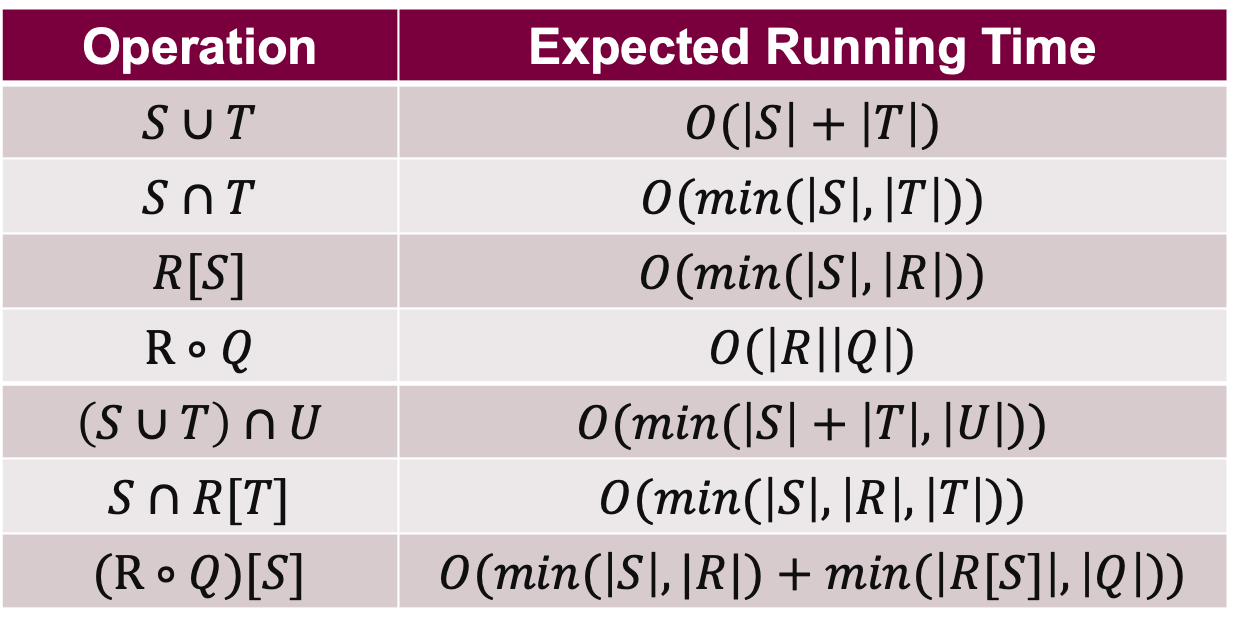 Operation Expected Running Time
S ∪ T O(|S| + |T|)
S ∩ T O(min(|S|, |T|))
R[S] O(min(|S|, |R|))
R ∘ Q O(|R||Q|)
(S ∪ T) ∩ U O(min(|S| + |T|, |U|))
S ∩ R[T] O(min(|S|, |R|, |T|))
(R ∘ Q)[S] O(min(|S|, |R|) + min(|R[S]|, |Q|))